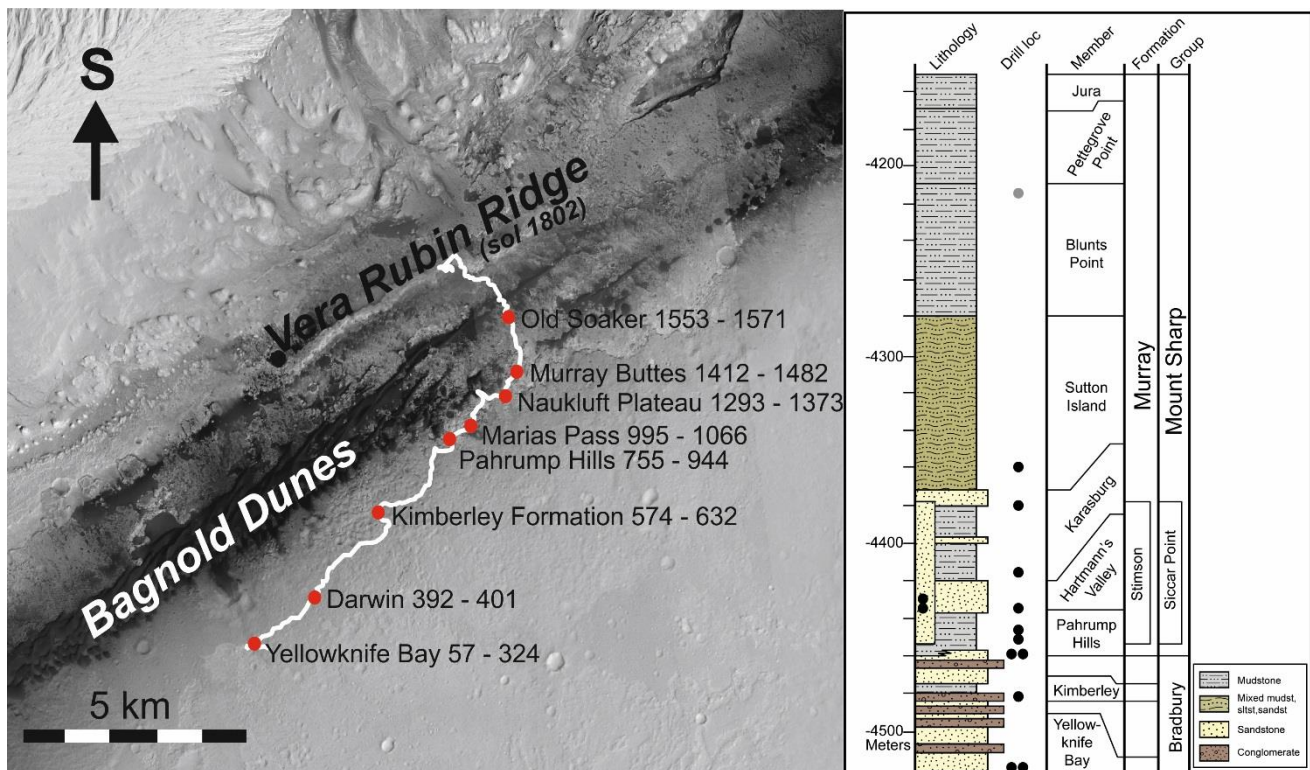 S
Vera Rubin Ridge
(sol 1802)
Old Soaker 1553 - 1571
Murray Buttes 1412 - 1482
Naukluft Plateau 1293 - 1373
Marias Pass 995 - 1066
Pahrump Hills 755 - 944
Bagnold Dunes
Kimberley Formation 574 - 632
Darwin 392 - 401
Yellowknife Bay 57 - 324
5 km
Lithology
Drill loc
Member
Formation
Group
-4200
-4300
-4400
-4500
Meters
Jura
Pettegrove
Point
Blunts
Point
Sutton
Island
Karasburg
Hartmann's
Valley
Pahrump
Hills
Kimberley
Yellow-
knife
Bay
Murray
Stimson
Mount Sharp
Siccar Point
Bradbury
Mudstone
Mixed mudst,
sltst,sandst
Sandstone
Conglomerate